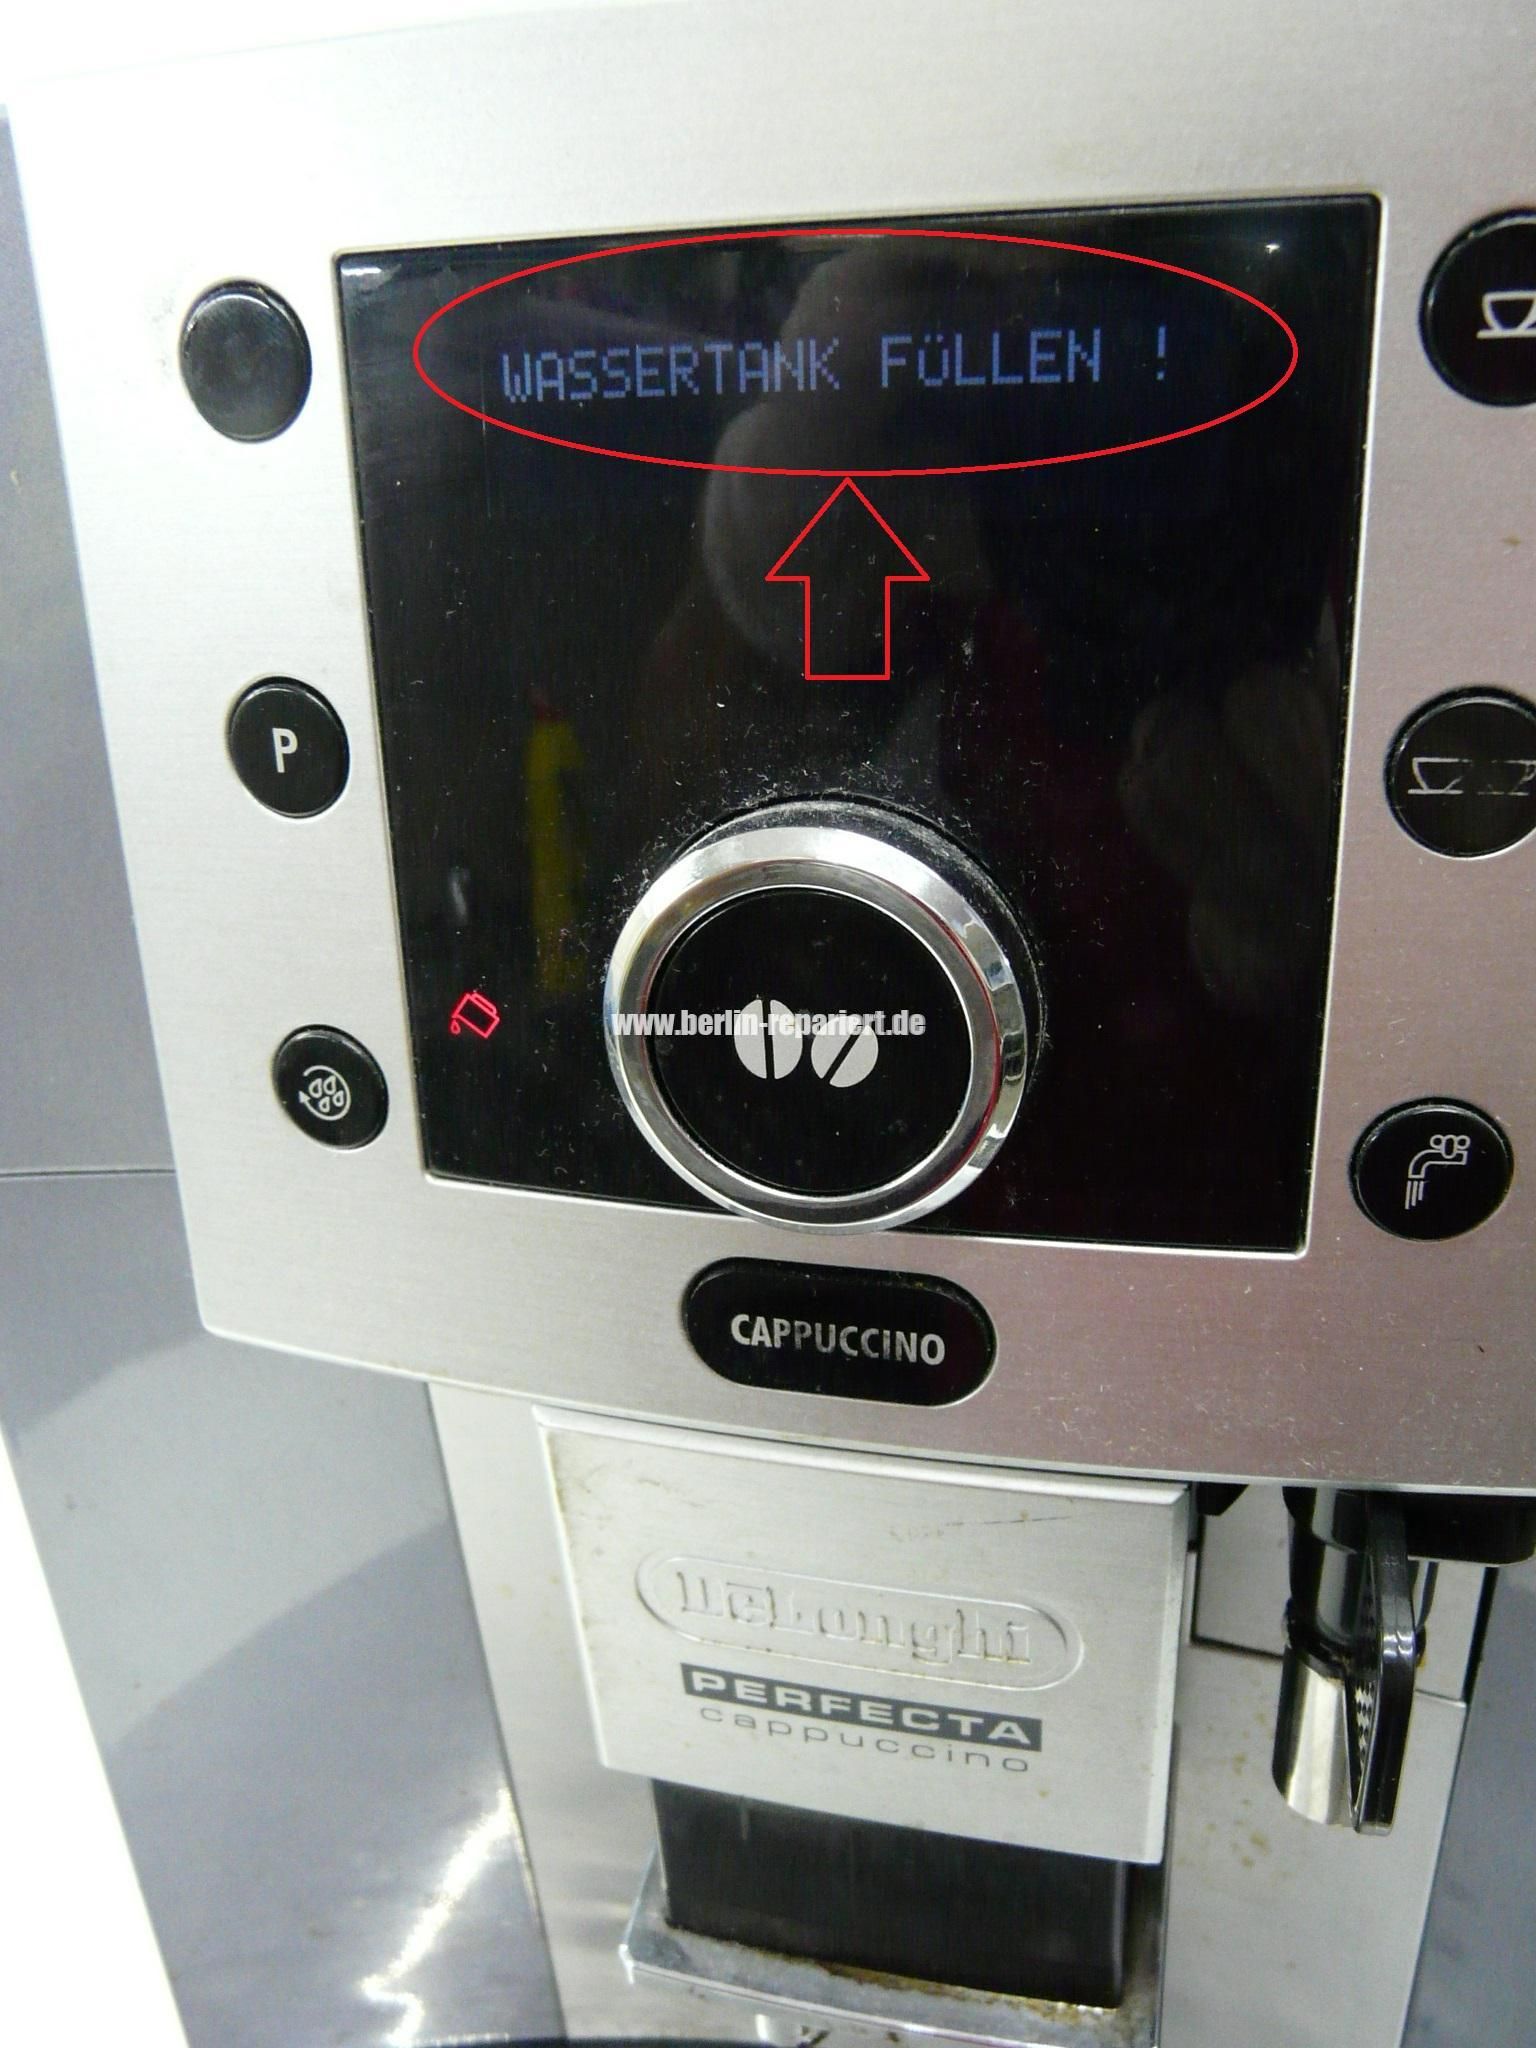 WASSERTANK FÜLLEN !
P
www.berlin-repariert.de
CAPPUCCINO
DeLonghi
PERFECTA
cappuccino